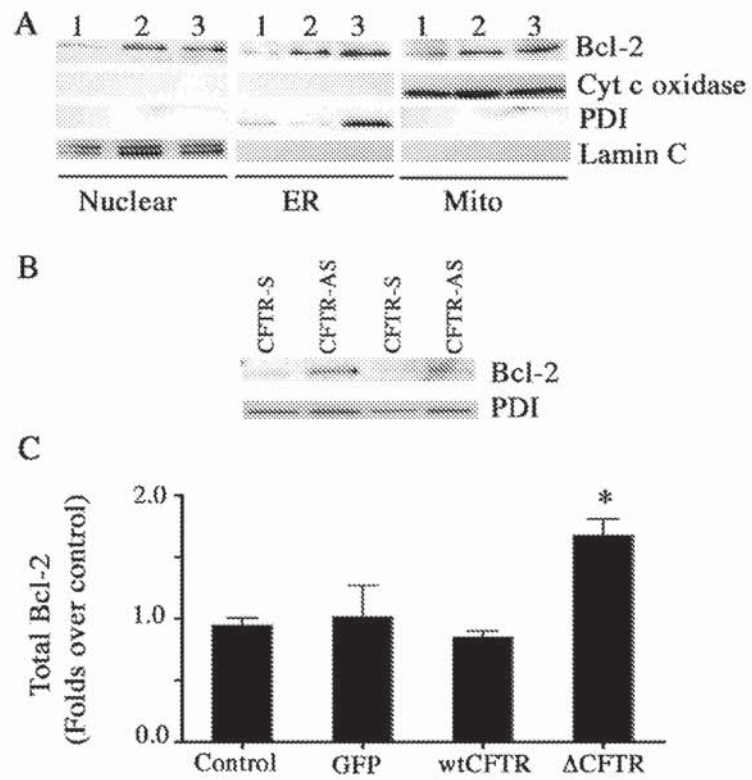 A
1 2 3 1 2 3 1 2 3
Bcl-2
Cyt c oxidase
PDI
Lamin C
Nuclear ER Mito
B
CFTR-S CFTR-AS CFTR-S CFTR-AS
Bcl-2
PDI
C
Total Bcl-2
(Folds over control)
2.0
1.0
0.0
*
Control GFP wtCFTR ΔCFTR